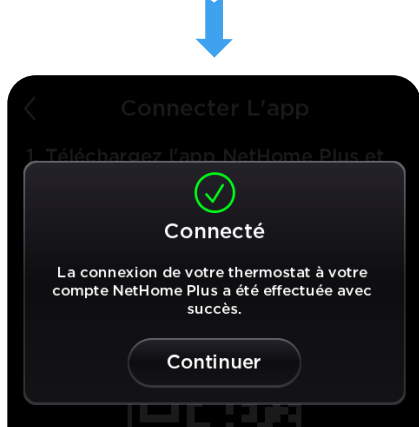 Connecter L'app
1. Téléchargez l'app NetHome Plus et
Connecté
La connexion de votre thermostat à votre
compte NetHome Plus a été effectuée avec
succès.
Continuer